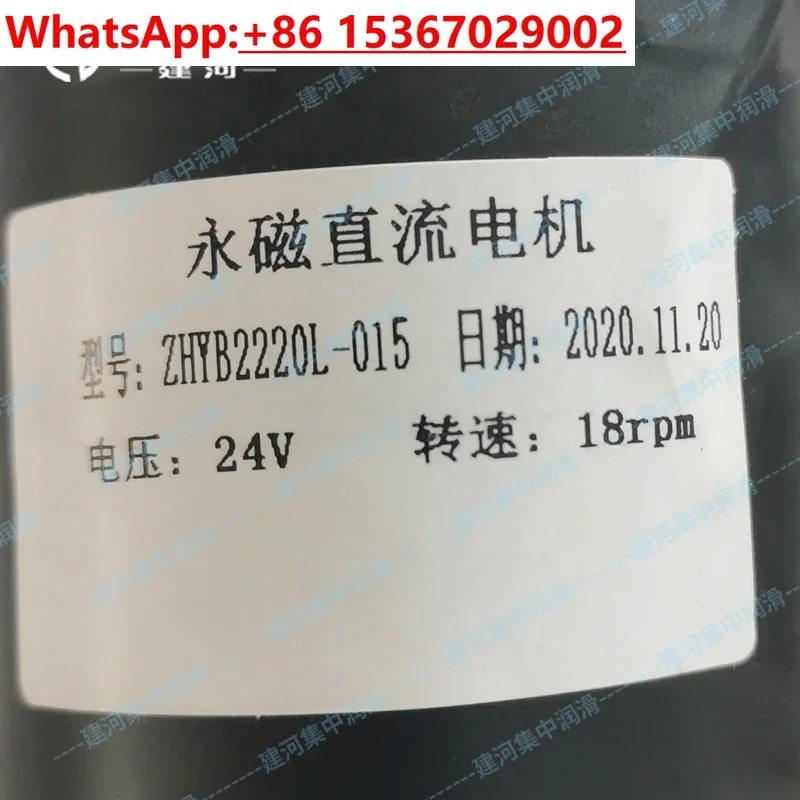 WhatsApp:+86 15367029002
—建河—
永磁直流电机
型号: ZHYB2220L-015 日期: 2020.11.20
电压: 24V 转速: 18rpm
建河集中润滑